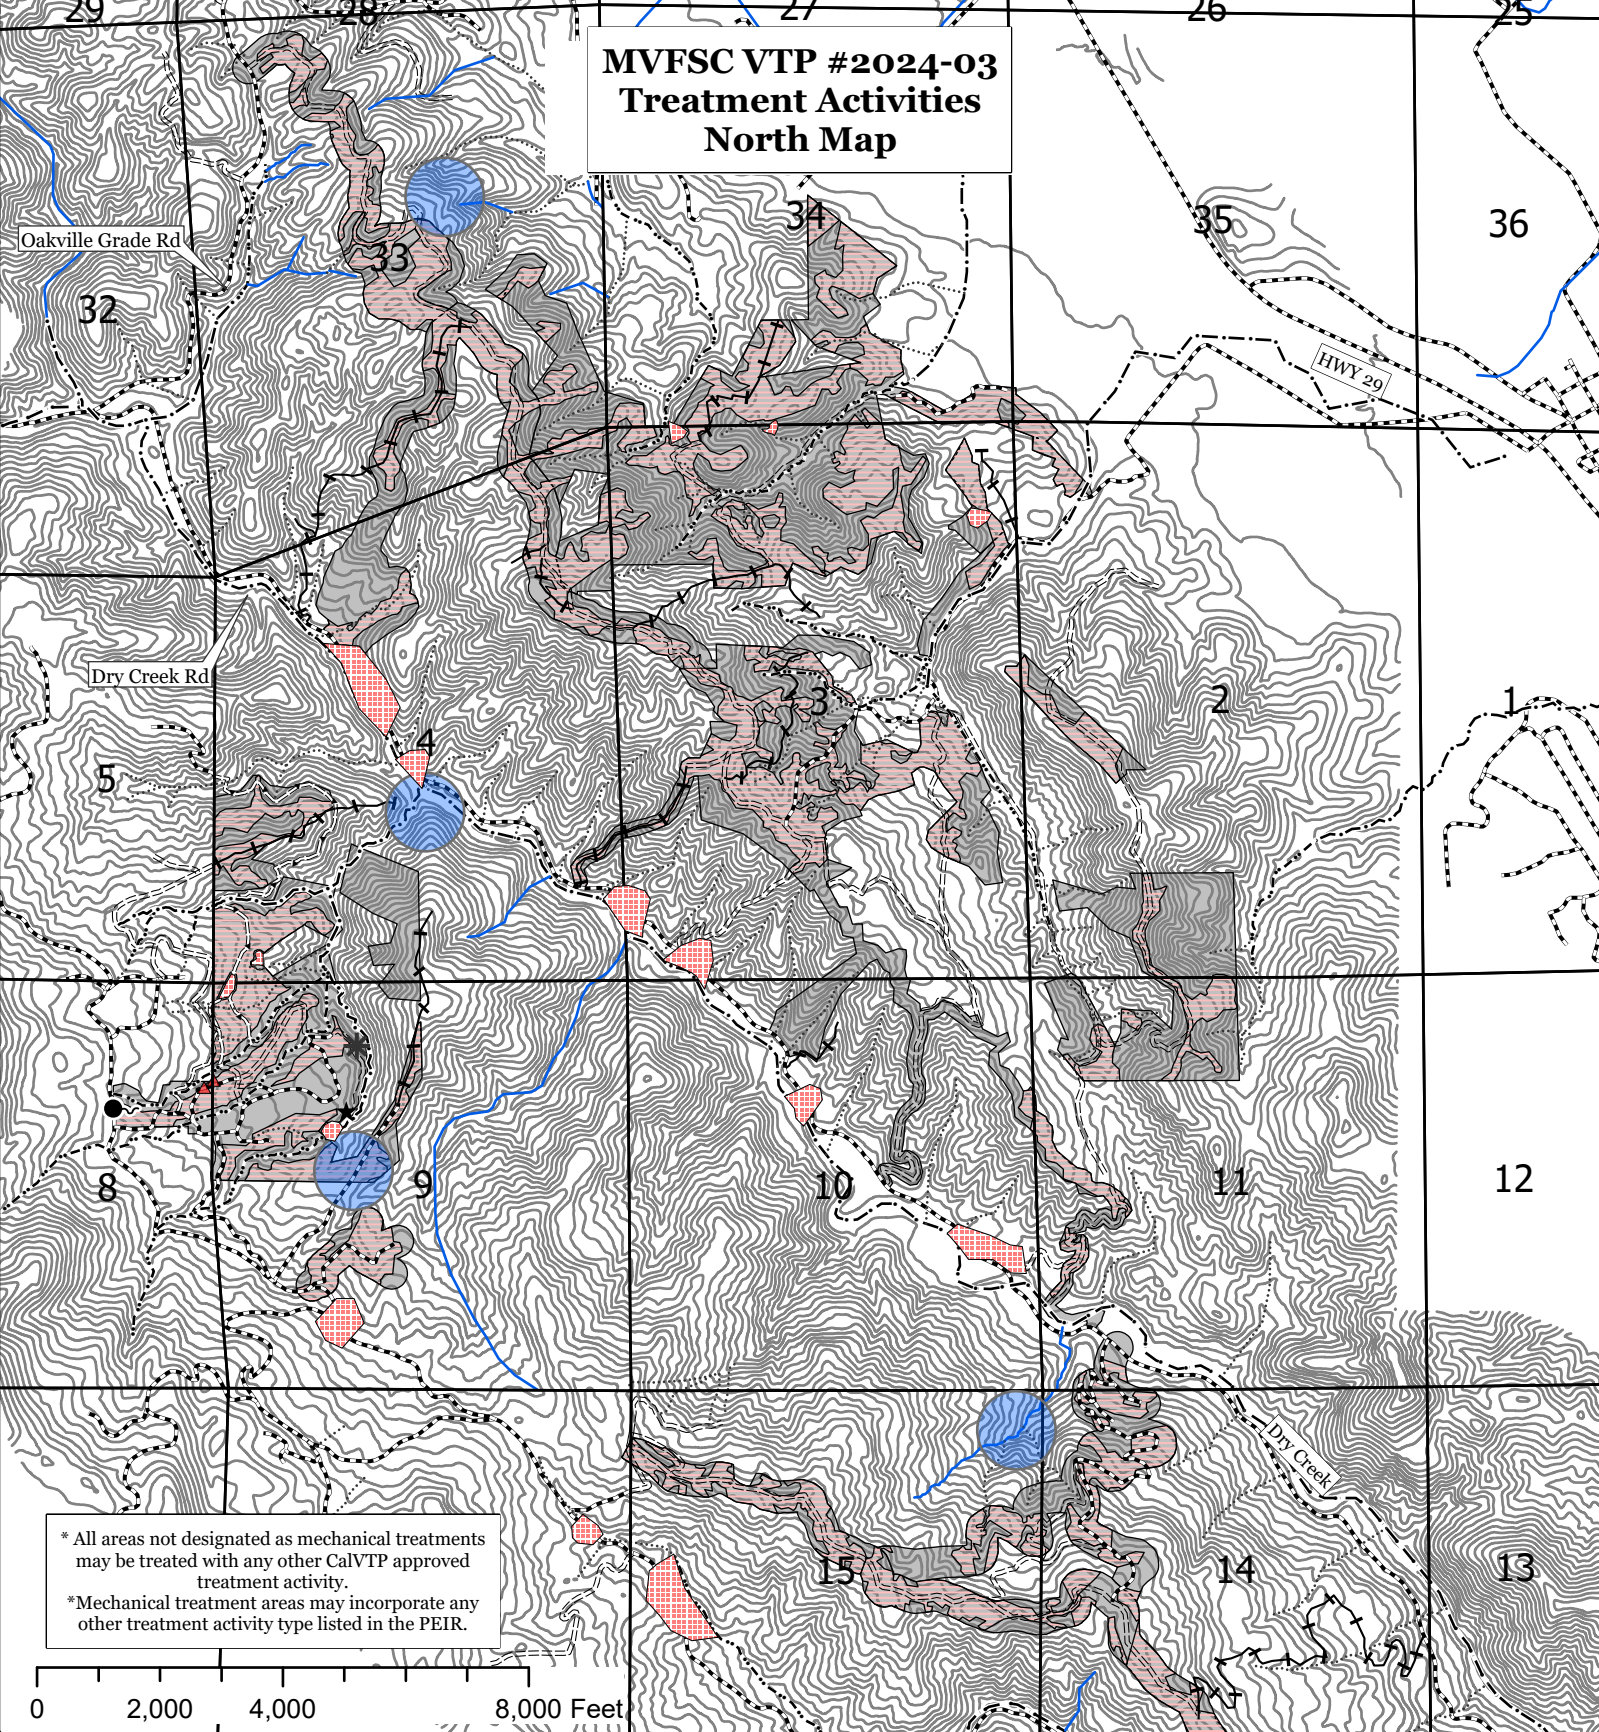 29
28
27
26
25
MVFSC VTP #2024-03
Treatment Activities
North Map
34
35
36
Oakville Grade Rd
33
32
HWY 29
Dry Creek Rd
3
2
1
4
5
8
9
10
11
12
Dry Creek
15
14
13
* All areas not designated as mechanical treatments
may be treated with any other CalVTP approved
treatment activity.
*Mechanical treatment areas may incorporate any
other treatment activity type listed in the PEIR.
0 2,000 4,000 8,000 Feet